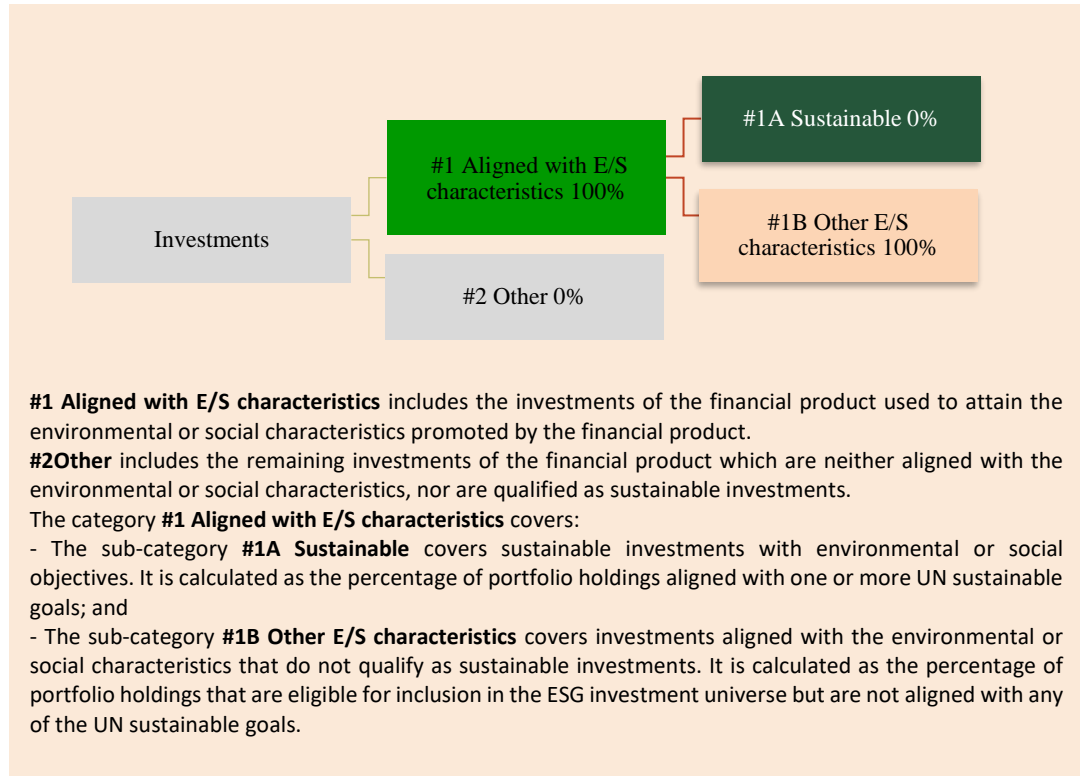 #1A Sustainable 0%
#1 Aligned with E/S
characteristics 100%
#1B Other E/S
characteristics 100%
Investments
#2 Other 0%
#1 Aligned with E/S characteristics includes the investments of the financial product used to attain the
environmental or social characteristics promoted by the financial product.
#2Other includes the remaining investments of the financial product which are neither aligned with the
environmental or social characteristics, nor are qualified as sustainable investments.
The category #1 Aligned with E/S characteristics covers:
- The sub-category #1A Sustainable covers sustainable investments with environmental or social
objectives. It is calculated as the percentage of portfolio holdings aligned with one or more UN sustainable
goals; and
- The sub-category #1B Other E/S characteristics covers investments aligned with the environmental or
social characteristics that do not qualify as sustainable investments. It is calculated as the percentage of
portfolio holdings that are eligible for inclusion in the ESG investment universe but are not aligned with any
of the UN sustainable goals.